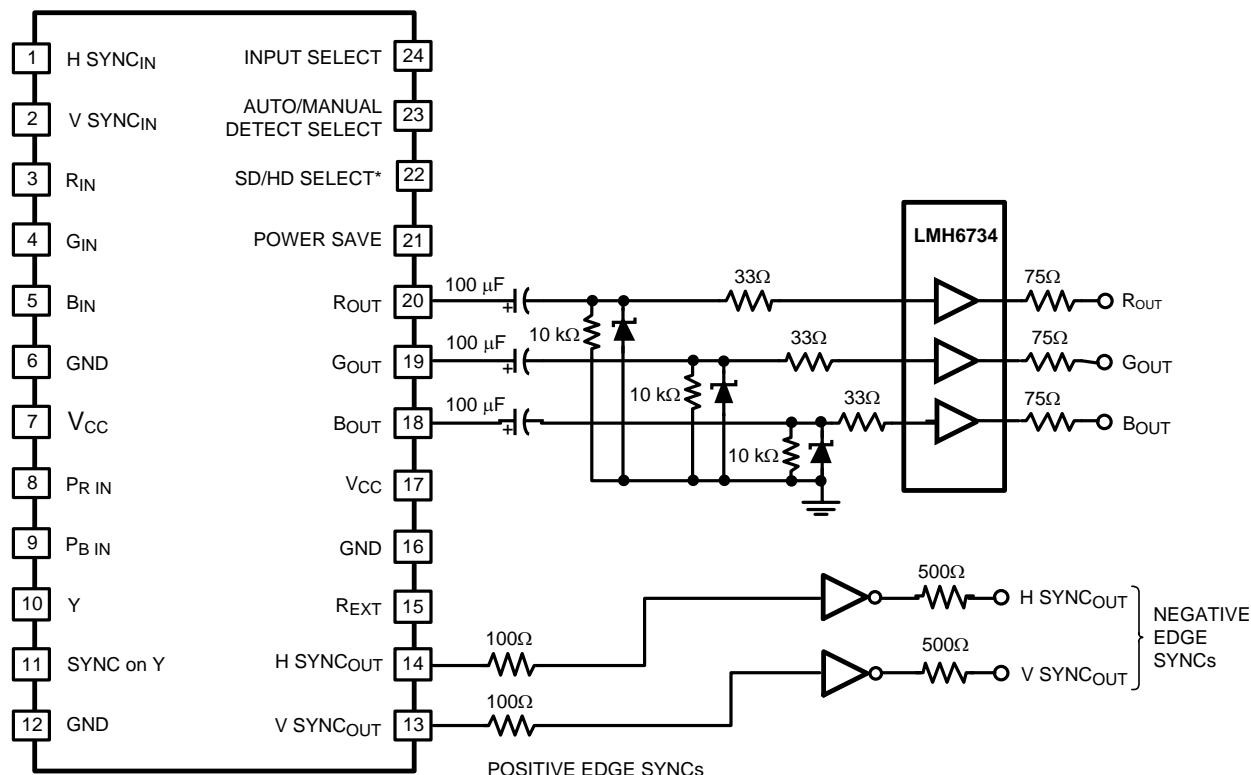 1 H SYNCIN
INPUT SELECT 24
2 V SYNCIN
AUTO/MANUAL
DETECT SELECT 23
3 RIN
SD/HD SELECT* 22
4 GIN
POWER SAVE 21
5 BIN
ROUT 20
6 GND
GOUT 19
7 VCC
BOUT 18
8 PR IN
VCC 17
9 PB IN
GND 16
10 Y
REXT 15
11 SYNC on Y
H SYNCOUT 14
12 GND
V SYNCOUT 13
100 μF
+
10 kΩ
33Ω
100 μF
+
10 kΩ
33Ω
100 μF
+
10 kΩ
33Ω
LMH6734
75Ω
ROUT
75Ω
GOUT
75Ω
BOUT
100Ω
500Ω
H SYNCOUT
100Ω
500Ω
V SYNCOUT
NEGATIVE
EDGE
SYNCs
POSITIVE EDGE SYNCs